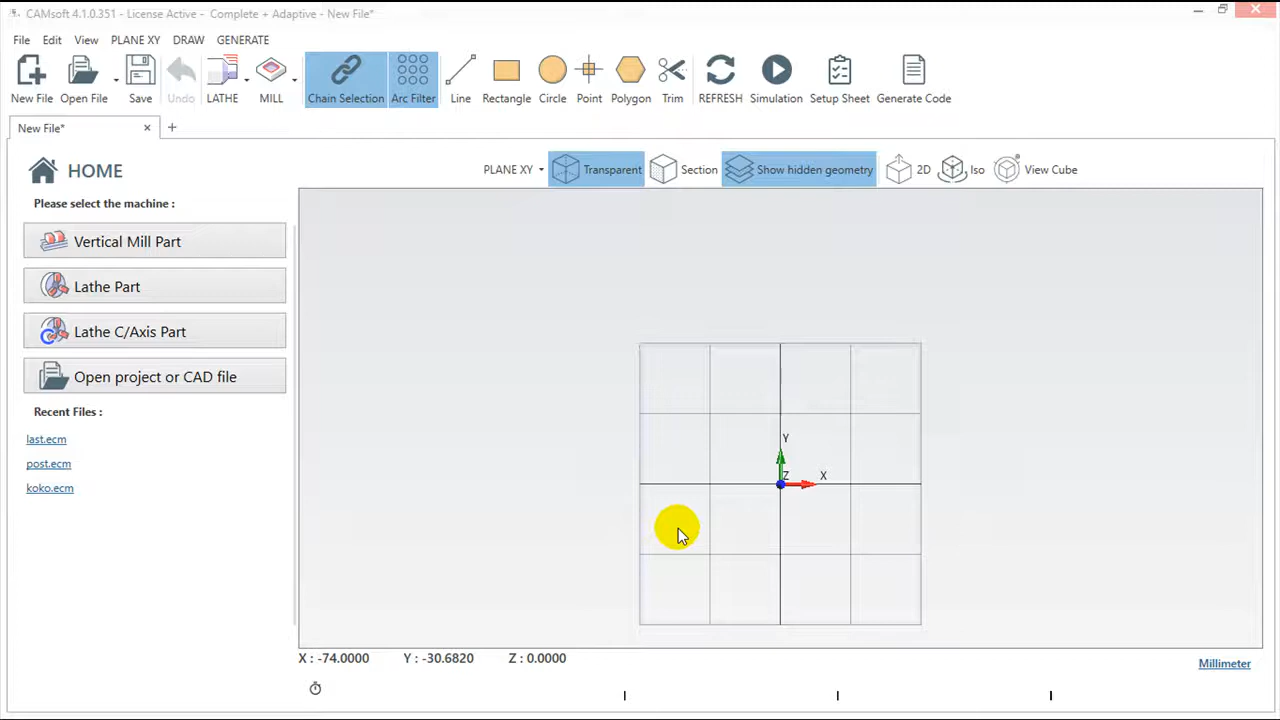 CAMsoft 4.1.0.351 - License Active - Complete + Adaptive - New File*
File Edit View PLANE XY DRAW GENERATE
New File Open File Save Undo LATHE MILL Chain Selection Arc Filter Line Rectangle Circle Point Polygon Trim REFRESH Simulation Setup Sheet Generate Code
New File* × +
HOME PLANE XY Transparent Section Show hidden geometry 2D Iso View Cube
Please select the machine :
Vertical Mill Part
Lathe Part
Lathe C/Axis Part
Open project or CAD file
Recent Files :
last.ecm
post.ecm
koko.ecm
Y
Z X
X : -74.0000 Y : -30.6820 Z : 0.0000
Millimeter